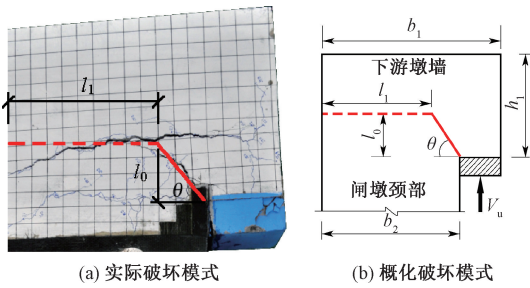 l₁
l₀
θ
b₁
下游墩墙
l₁
h₁
l₀
θ
闸墩颈部
b₂
Vᵤ
(a) 实际破坏模式
(b) 概化破坏模式